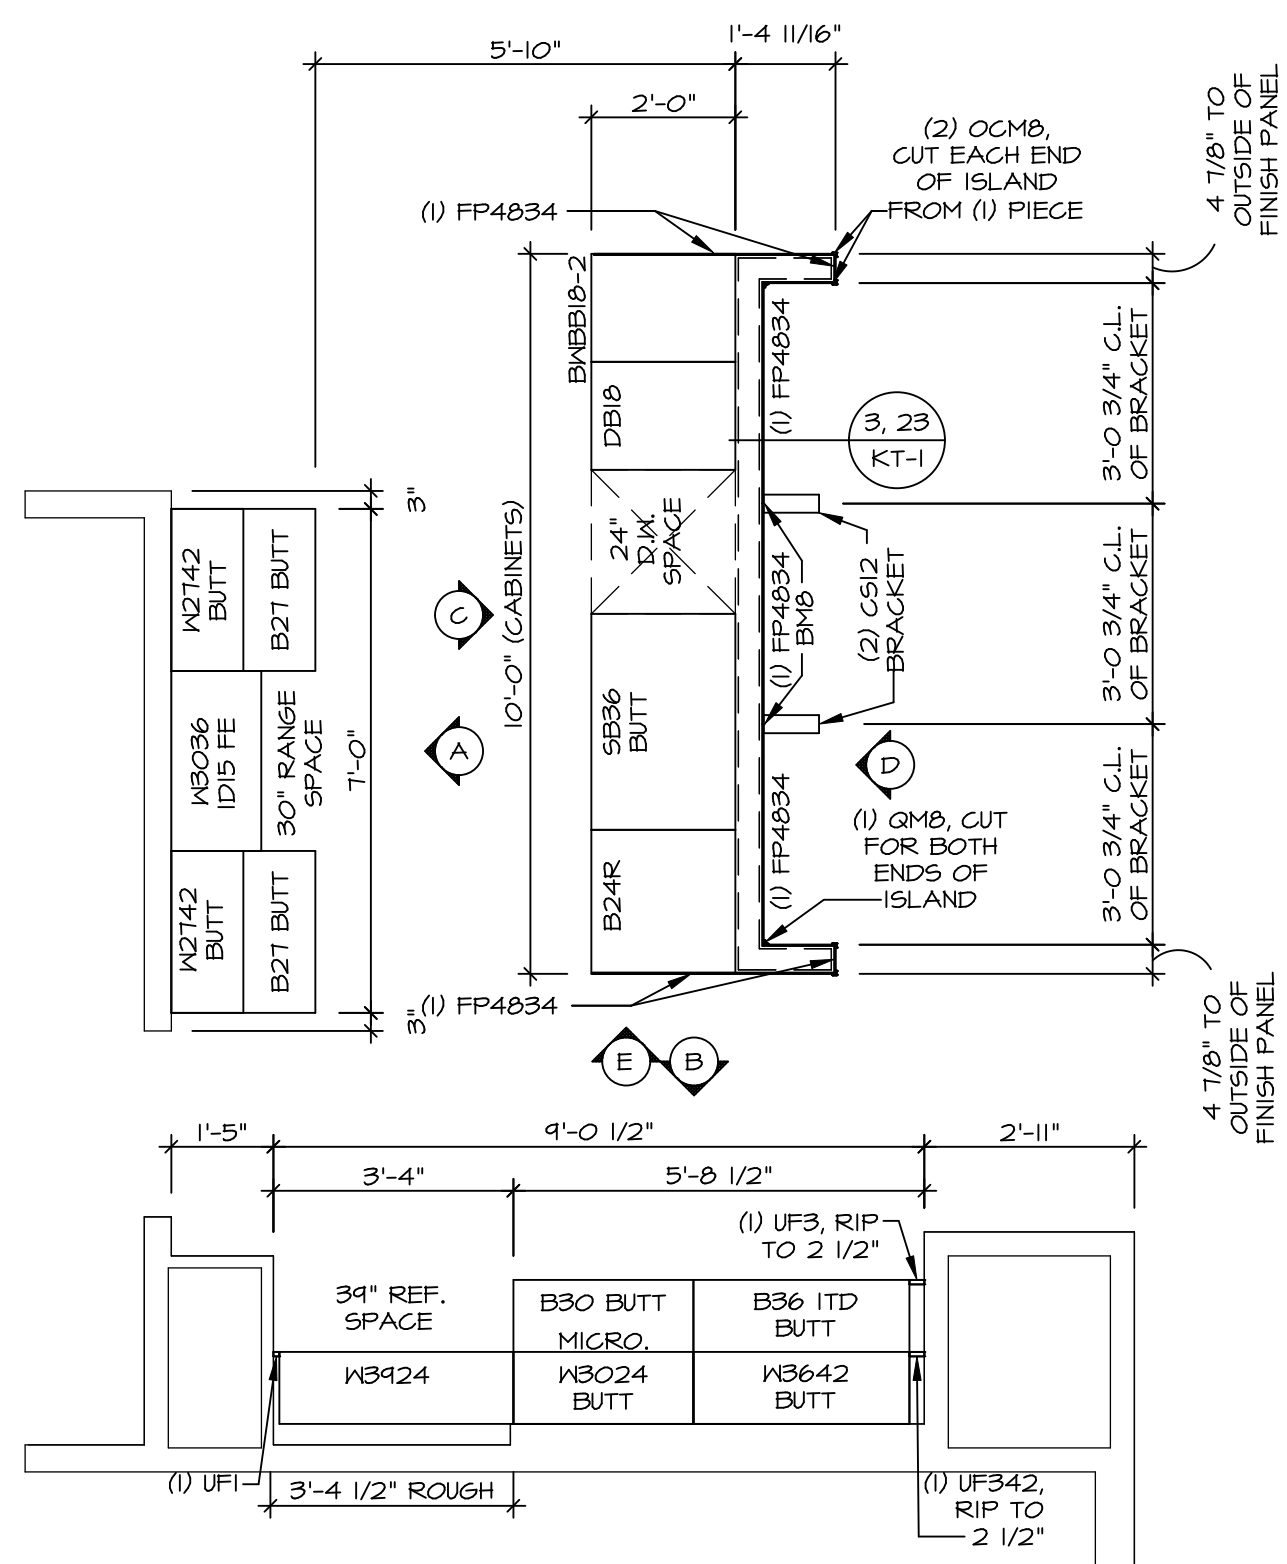 1'-4 11/16"
5'-10"
2'-0"
(2) OCM8,
CUT EACH END
OF ISLAND
FROM (1) PIECE
4 7/8" TO
OUTSIDE OF
FINISH PANEL
(1) FP4834
BWBB18-2
DB18
24"
D.W.
SPACE
SB36
BUTT
B24R
10'-0" (CABINETS)
(1) FP4834
(1) FP4834
(1) FP4834
BM8
(2) CS12
BRACKET
3, 23
KT-1
3'-0 3/4" C.L.
OF BRACKET
3'-0 3/4" C.L.
OF BRACKET
3'-0 3/4" C.L.
OF BRACKET
3"
W2742
BUTT
B27 BUTT
W3036
1D15 FE
30" RANGE
SPACE
7'-0"
W2742
BUTT
B27 BUTT
3"
C
A
D
(1) QM8, CUT
FOR BOTH
ENDS OF
ISLAND
(1) FP4834
E
B
4 7/8" TO
OUTSIDE OF
FINISH PANEL
1'-5"
9'-0 1/2"
2'-11"
3'-4"
5'-8 1/2"
(1) UF3, RIP
TO 2 1/2"
39" REF.
SPACE
B30 BUTT
MICRO.
B36 1TD
BUTT
W3924
W3024
BUTT
W3642
BUTT
(1) UF1
3'-4 1/2" ROUGH
(1) UF342,
RIP TO
2 1/2"